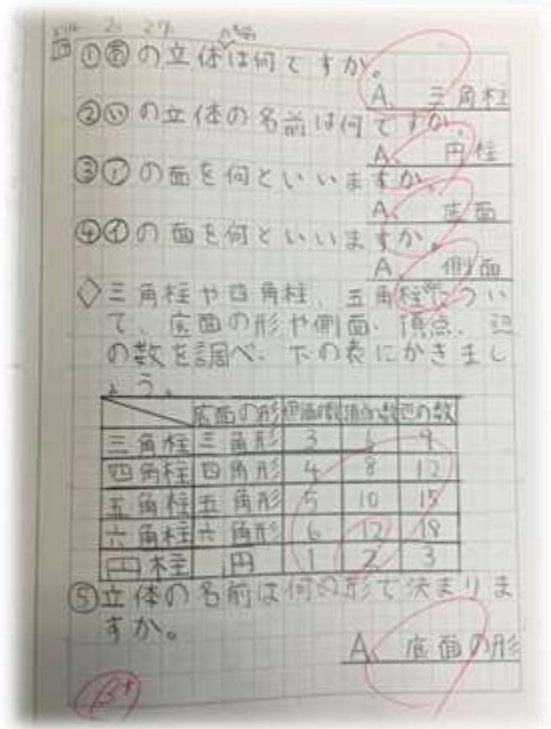 2. 27.
の名前
①あの立体は何ですか。
A、三角柱
②いの立体の名前は何ですか。
A、円柱
③アの面を何といいますか。
A、底面
④イの面を何といいますか。
A、側面
◇三角柱や四角柱、五角柱につい
て、底面の形や側面、頂点、辺
の数を調べ、下の表にかきまし
ょう。
底面の形 側面の数 頂点の数 辺の数
三角柱 三角形 3 6 9
四角柱 四角形 4 8 12
五角柱 五角形 5 10 15
六角柱 六角形 6 12 18
円柱 円 1 2 3
⑤立体の名前は何の形で決まりま
すか。
A、底面の形